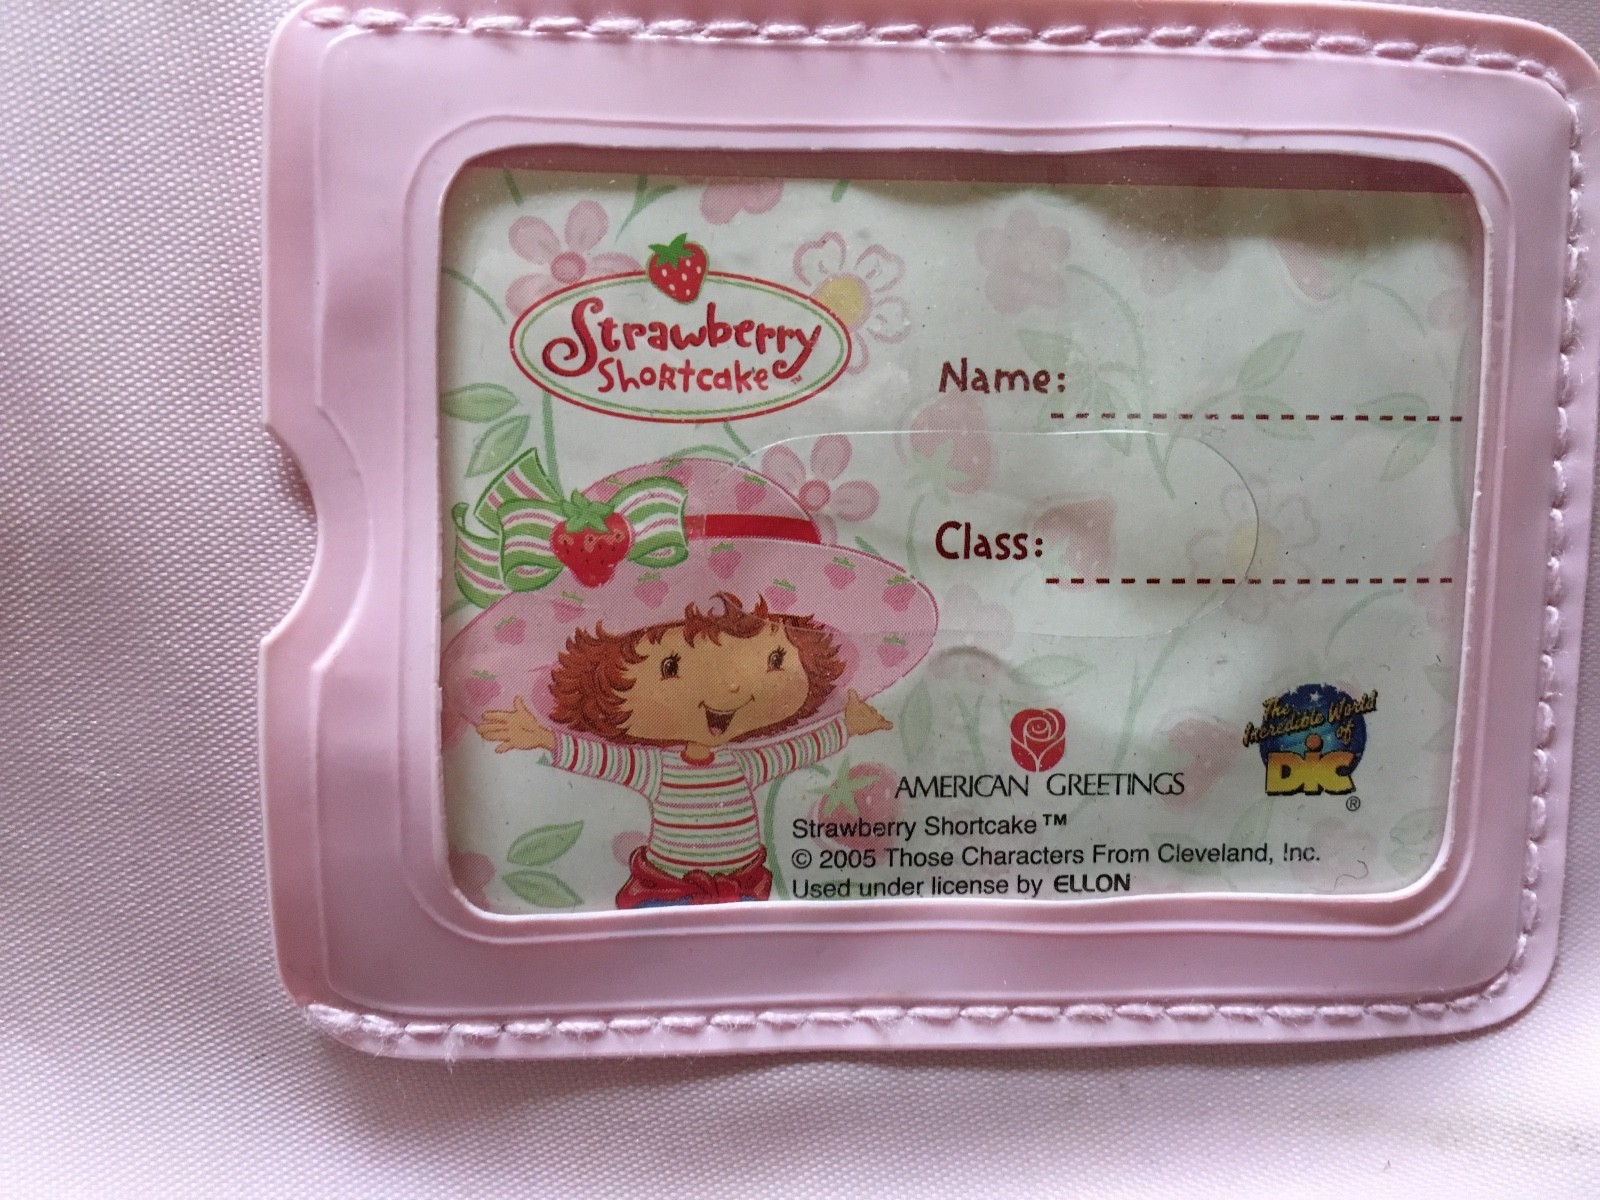 Strawberry
Shortcake™
Name:
Class:
The
Incredible World
of
DiC
®
AMERICAN GREETINGS
Strawberry Shortcake™
© 2005 Those Characters From Cleveland, Inc.
Used under license by ELLON